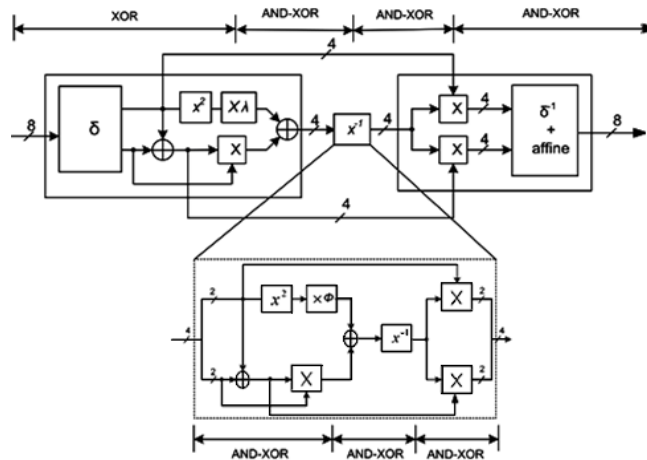 XOR AND-XOR AND-XOR AND-XOR
4
x² Xλ
8 δ X 4 x⁻¹ 4 X 4 δ¹ 8
X 4 +
affine
4
2 x² ×Φ X 2
4 x⁻¹ 4
2 X X 2
AND-XOR AND-XOR AND-XOR